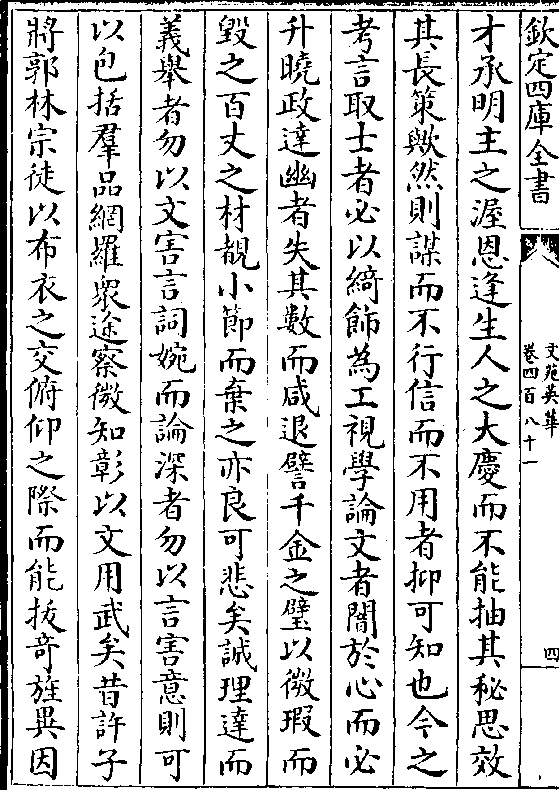 欽定四庫全書
文苑英華
卷四百八十一
四
才承明主之渥恩逢生人之大慶而不能抽其秘思效
其長策歟然則謀而不行信而不用者抑可知也今之
考言取士者必以綺飾為工視學論文者闇於心而必
升曉政達幽者失其數而咸退譬千金之璧以微瑕而
毀之百丈之材覩小節而棄之亦良可悲矣誠理達而
義舉者勿以文害言詞婉而論深者勿以言害意則可
以包括羣品網羅衆途察微知彰以文用武矣昔許子
將郭林宗徒以布衣之交俯仰之際而能拔竒旌異因